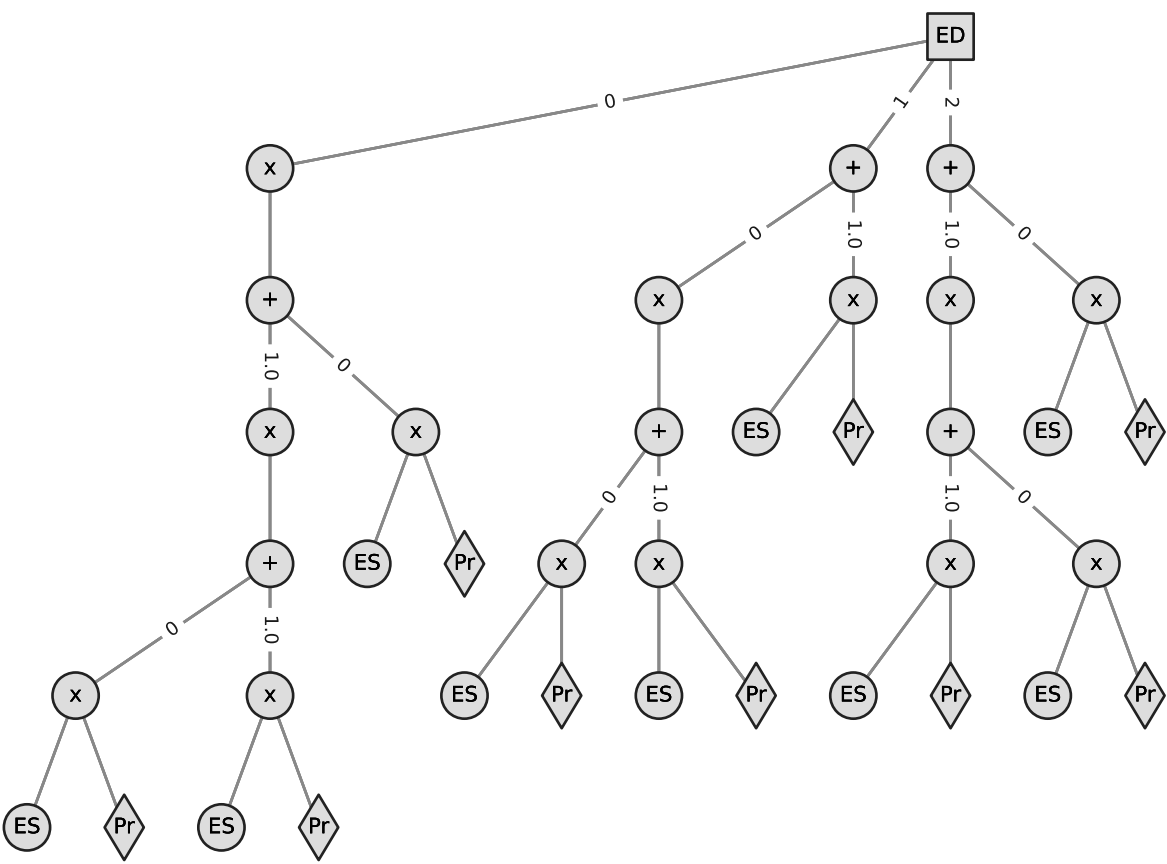 ED
0 1 2
x + +
0 1.0 1.0 0
+ x x x x
1.0 0
x x ES Pr + ES Pr + ES Pr
0 1.0 1.0 0
+ ES Pr x x x x
0 1.0
x x ES Pr ES Pr ES Pr ES Pr
ES Pr ES Pr